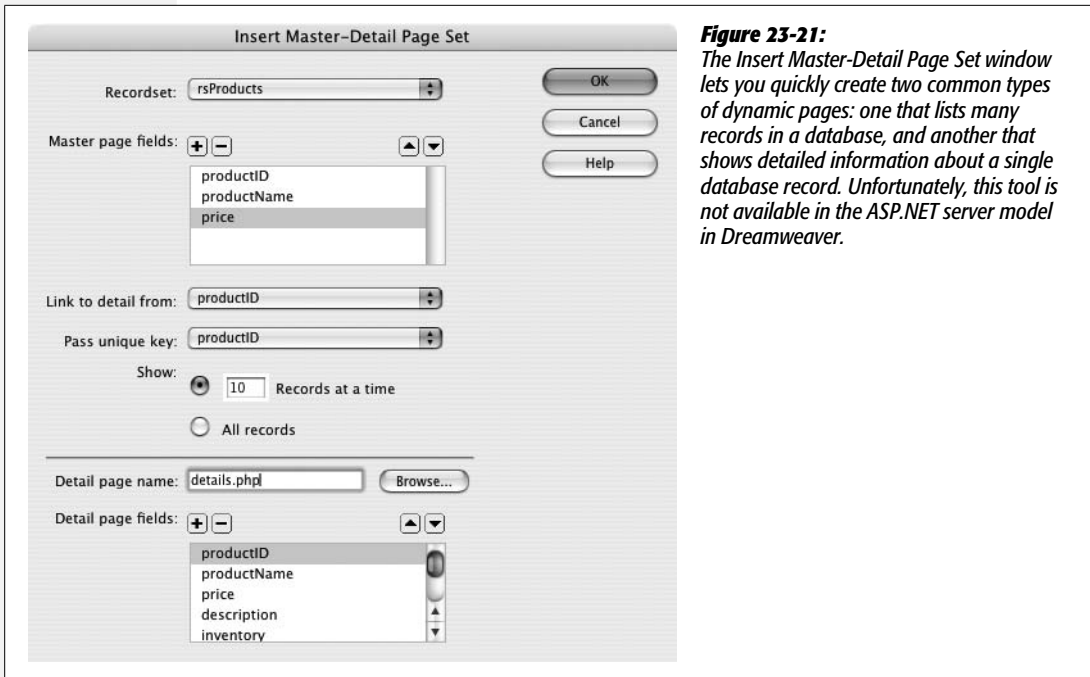 Insert Master–Detail Page Set
Recordset: rsProducts
Master page fields:
productID
productName
price
Link to detail from: productID
Pass unique key: productID
Show:
10 Records at a time
All records
Detail page name: details.php Browse...
Detail page fields:
productID
productName
price
description
inventory
OK
Cancel
Help
Figure 23-21:
The Insert Master-Detail Page Set window
lets you quickly create two common types
of dynamic pages: one that lists many
records in a database, and another that
shows detailed information about a single
database record. Unfortunately, this tool is
not available in the ASP.NET server model
in Dreamweaver.